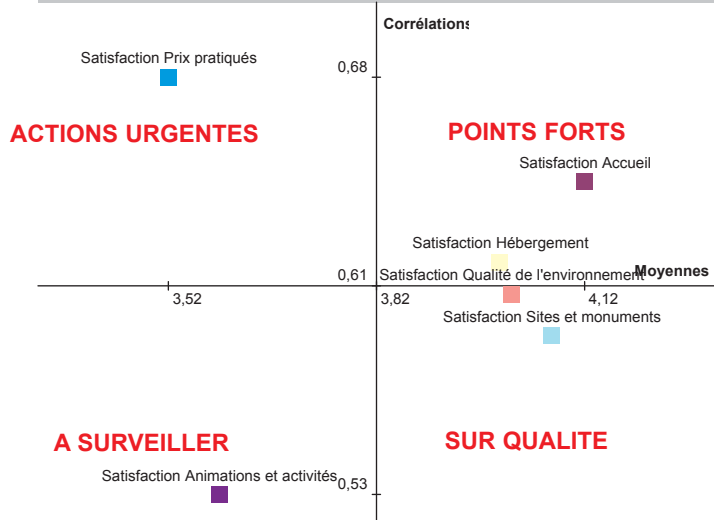 Corrélations
Satisfaction Prix pratiqués
0,68
ACTIONS URGENTES
POINTS FORTS
Satisfaction Accueil
Satisfaction Hébergement
0,61
Satisfaction Qualité de l'environnement
Moyennes
3,52
3,82
4,12
Satisfaction Sites et monuments
A SURVEILLER
SUR QUALITE
Satisfaction Animations et activités
0,53